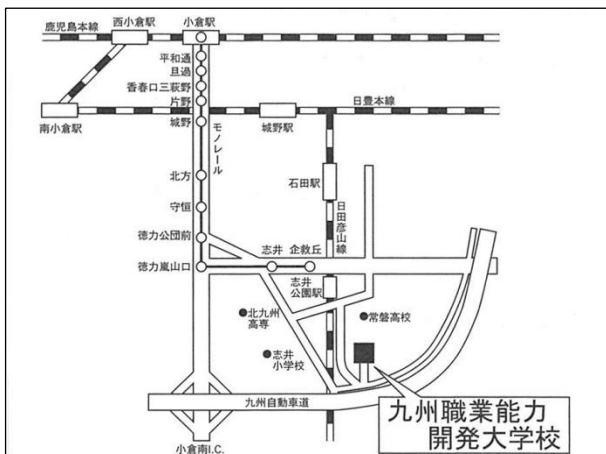 鹿児島本線
西小倉駅
小倉駅
平和通
旦過
香春口三萩野
片野
城野
南小倉駅
城野駅
日豊本線
モノレール
北方
守恒
徳力公団前
徳力嵐山口
志井
企救丘
石田駅
日田彦山線
志井
公園駅
北九州
高専
常磐高校
志井
小学校
九州自動車道
小倉南I.C.
九州職業能力
開発大学校